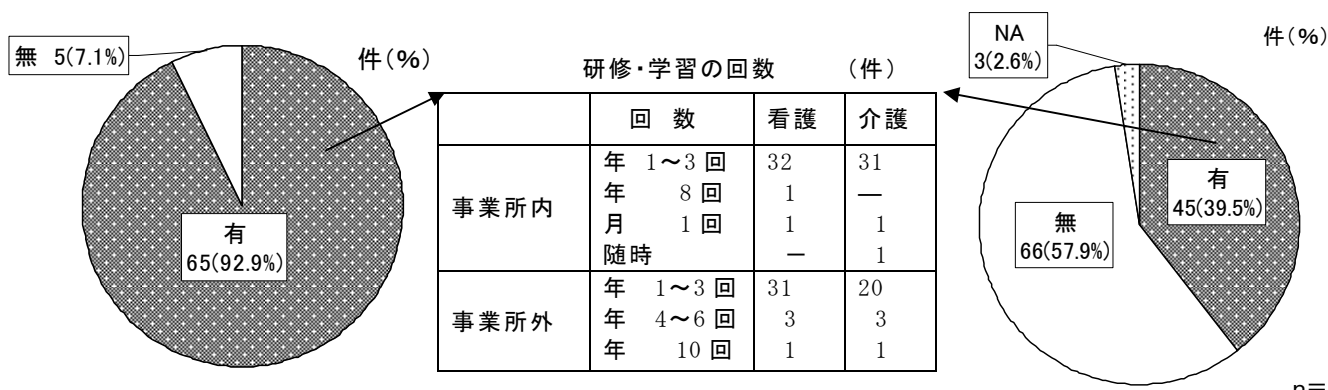 無 5(7.1%)
件(%)
有
65(92.9%)
研修・学習の回数 (件)
回 数 看護 介護
事業所内
年 1～3 回 32 31
年 8 回 1 ―
月 1 回 1 1
随時 － 1
事業所外
年 1～3 回 31 20
年 4～6 回 3 3
年 10 回 1 1
NA
3(2.6%)
件(%)
有
45(39.5%)
無
66(57.9%)